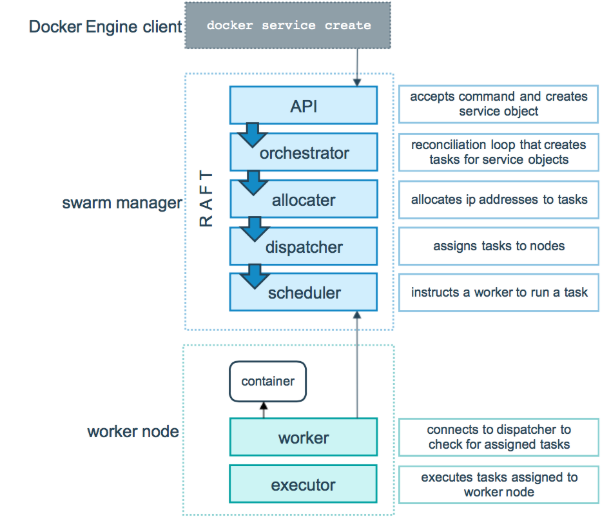 Docker Engine client
docker service create
swarm manager
RAFT
API
accepts command and creates
service object
orchestrator
reconciliation loop that creates
tasks for service objects
allocater
allocates ip addresses to tasks
dispatcher
assigns tasks to nodes
scheduler
instructs a worker to run a task
worker node
container
worker
connects to dispatcher to
check for assigned tasks
executor
executes tasks assigned to
worker node